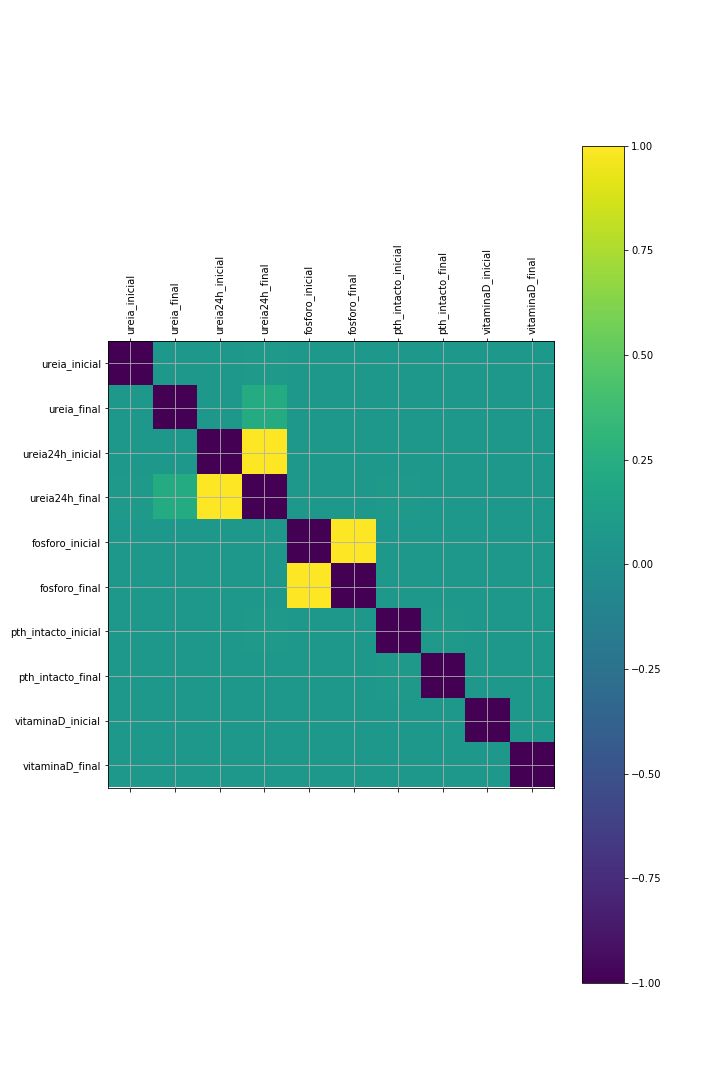 ureia_inicial
ureia_final
ureia24h_inicial
ureia24h_final
fosforo_inicial
fosforo_final
pth_intacto_inicial
pth_intacto_final
vitaminaD_inicial
vitaminaD_final
ureia_inicial
ureia_final
ureia24h_inicial
ureia24h_final
fosforo_inicial
fosforo_final
pth_intacto_inicial
pth_intacto_final
vitaminaD_inicial
vitaminaD_final
1.00
0.75
0.50
0.25
0.00
−0.25
−0.50
−0.75
−1.00